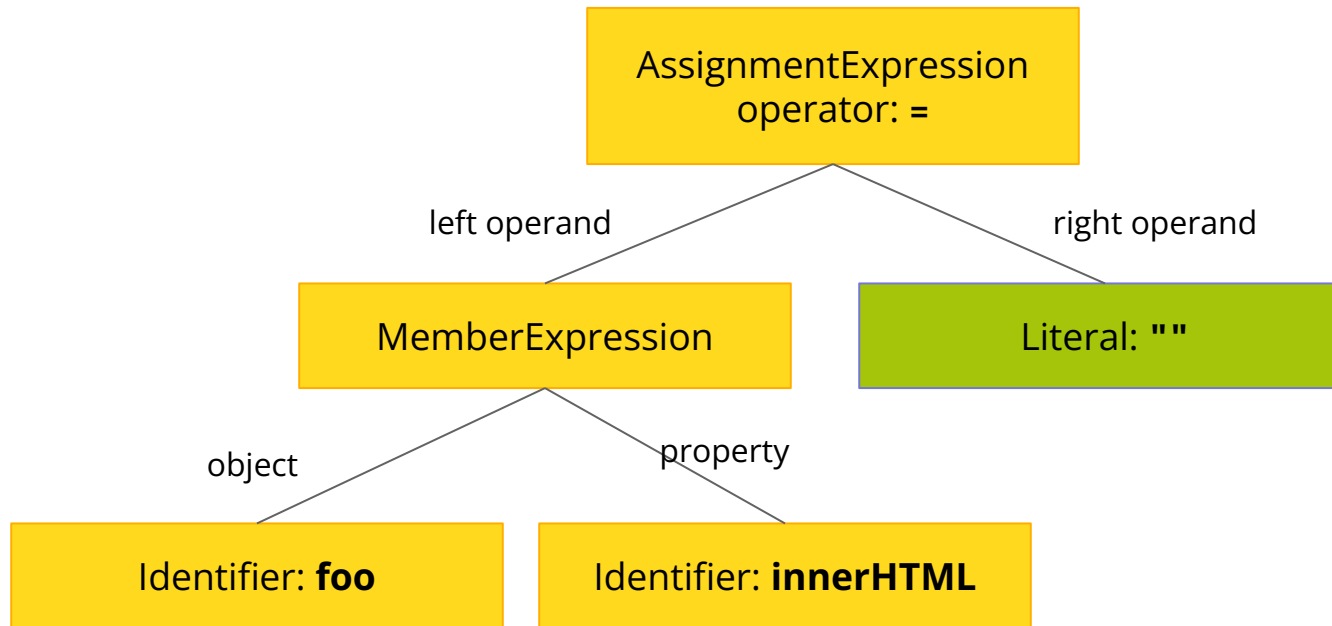 AssignmentExpression
operator: =
left operand
right operand
MemberExpression
Literal: ""
object
property
Identifier: foo
Identifier: innerHTML